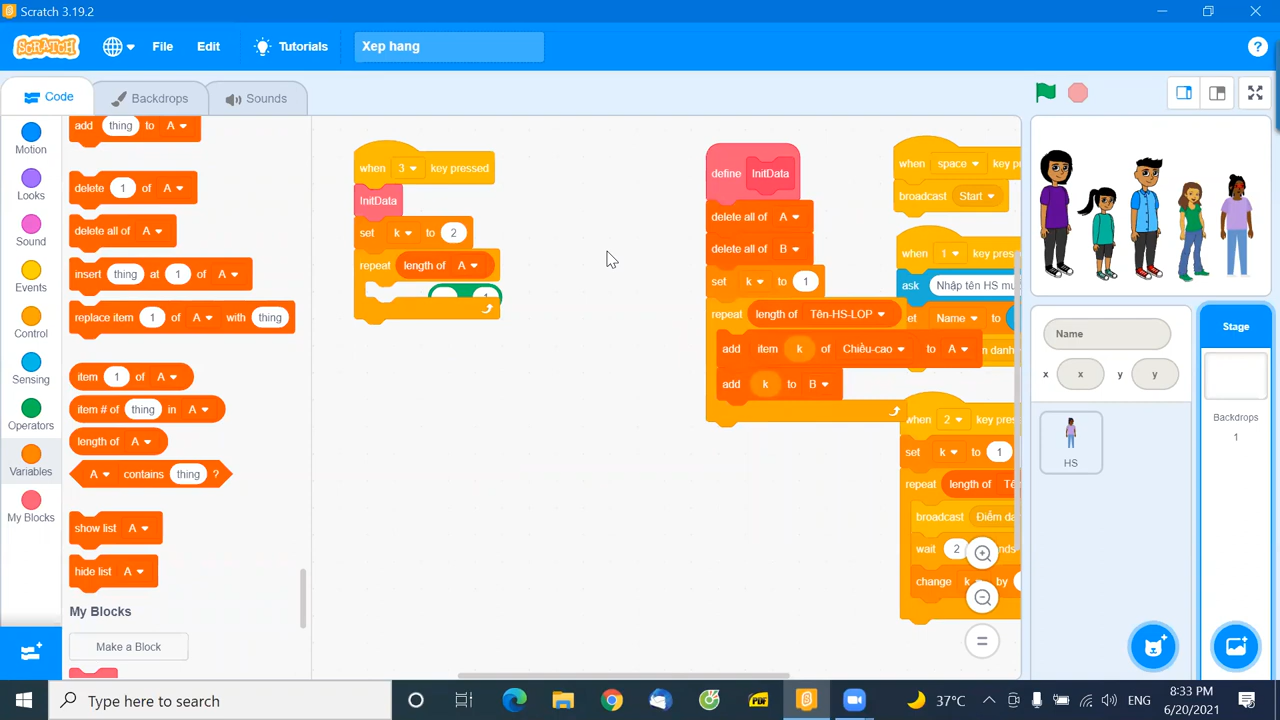 Scratch 3.19.2
SCRATCH
File
Edit
Tutorials
Xep hang
?
Code
Backdrops
Sounds
Motion
Looks
Sound
Events
Control
Sensing
Operators
Variables
My Blocks
add thing to A
delete 1 of A
delete all of A
insert thing at 1 of A
replace item 1 of A with thing
item 1 of A
item # of thing in A
length of A
A contains thing ?
show list A
hide list A
My Blocks
Make a Block
when 3 key pressed
InitData
set k to 2
repeat length of A
define InitData
delete all of A
delete all of B
set k to 1
repeat length of Tên-HS-LOP
add item k of Chiều-cao to A
add k to B
when space key p
broadcast Start
when 1 key pres
ask Nhập tên HS mu
et Name to
n danh
when 2 key pres
set k to 1
repeat length of
broadcast Điểm da
wait 2 nds
change k by
Name
x x y y
HS
Stage
Backdrops
1
Type here to search
37°C
ENG
8:33 PM
6/20/2021